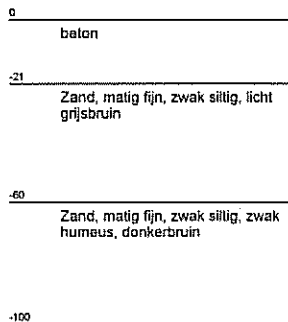 0
beton
-21
Zand, matig fijn, zwak siltig, licht
grijsbruin
-60
Zand, matig fijn, zwak siltig, zwak
humeus, donkerbruin
-100